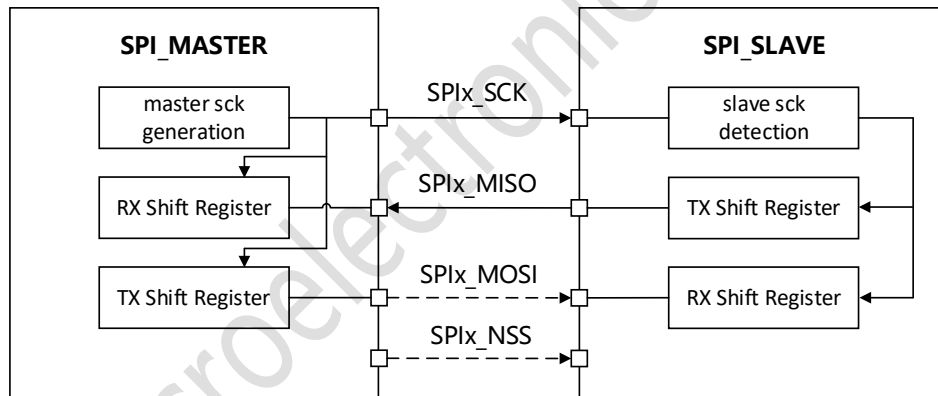 SPI_MASTER
SPI_SLAVE
master sck
generation
SPIx_SCK
slave sck
detection
RX Shift Register
SPIx_MISO
TX Shift Register
TX Shift Register
SPIx_MOSI
RX Shift Register
SPIx_NSS